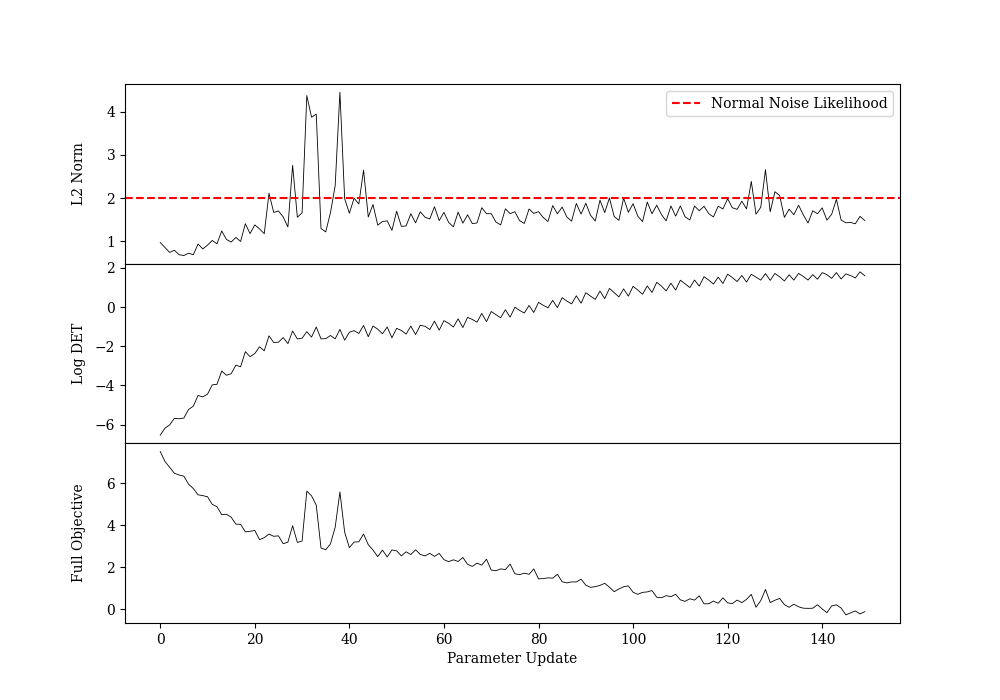 4
3
2
1
L2 Norm
Normal Noise Likelihood
2
0
−2
−4
−6
Log DET
6
4
2
0
Full Objective
0 20 40 60 80 100 120 140
Parameter Update